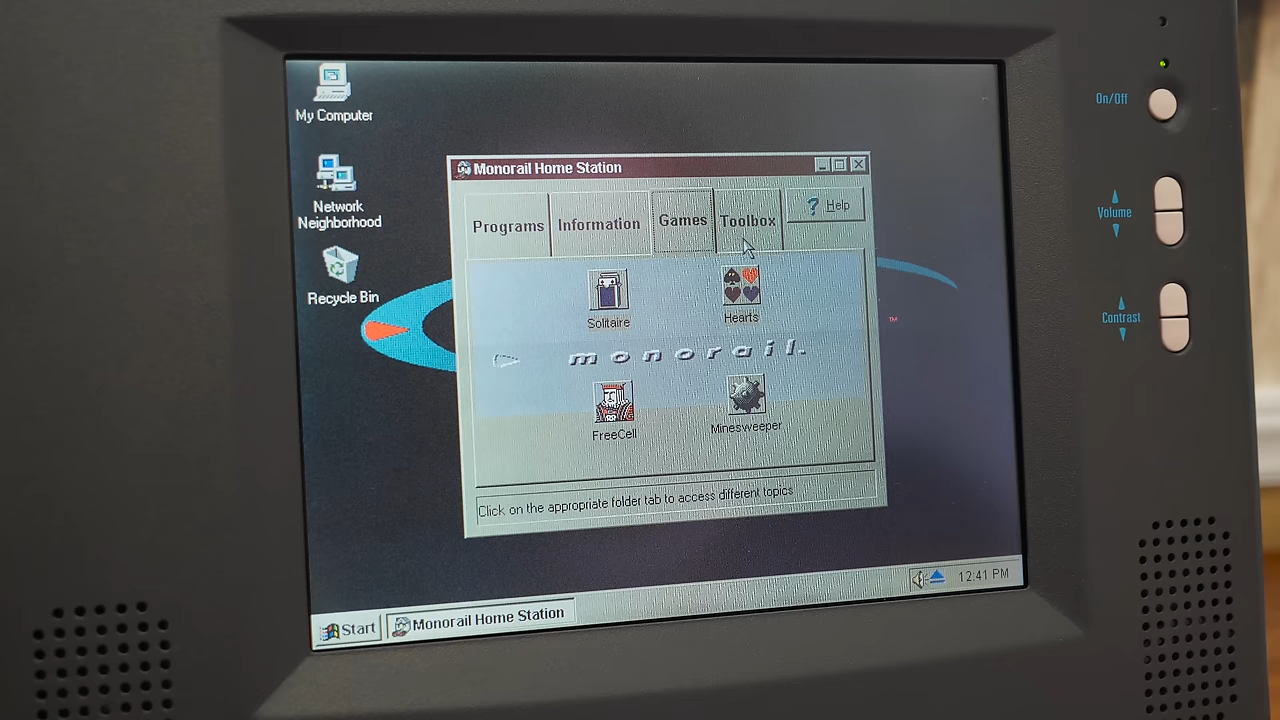 My Computer
Network
Neighborhood
Recycle Bin
Monorail Home Station
Programs
Information
Games
Toolbox
? Help
Solitaire
Hearts
monorail.
FreeCell
Minesweeper
Click on the appropriate folder tab to access different topics
TM
Start
Monorail Home Station
12:41 PM
On/Off
Volume
Contrast